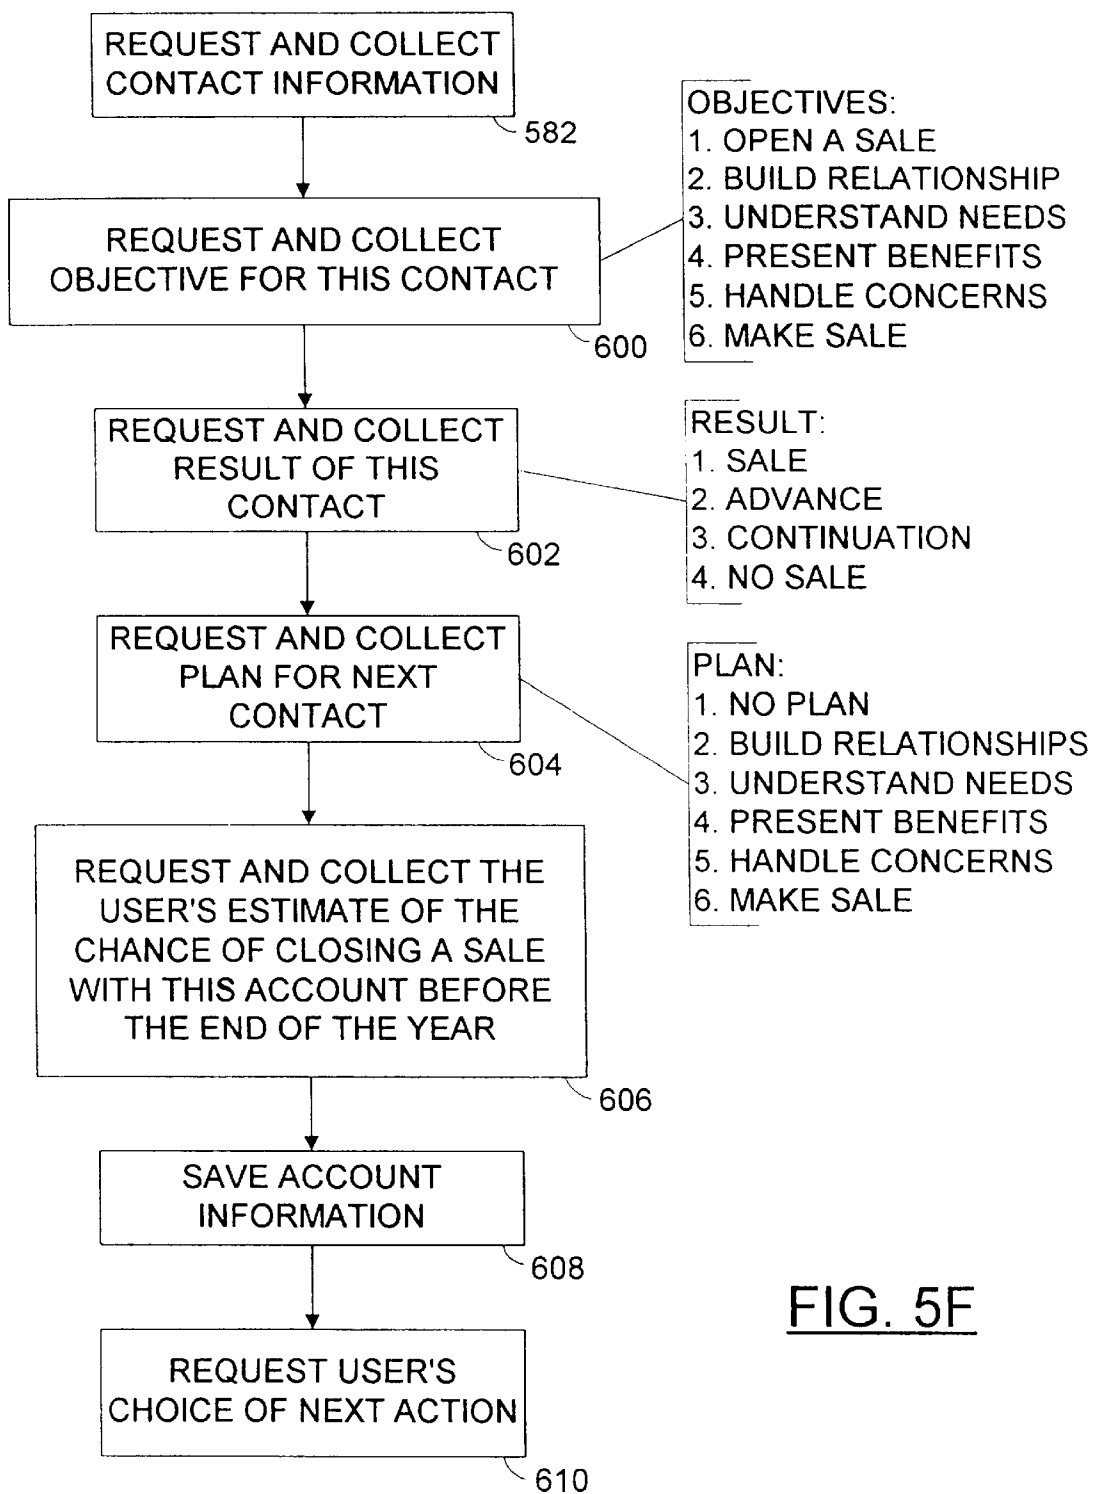 REQUEST AND COLLECT
CONTACT INFORMATION
582
REQUEST AND COLLECT
OBJECTIVE FOR THIS CONTACT
600
OBJECTIVES:
1. OPEN A SALE
2. BUILD RELATIONSHIP
3. UNDERSTAND NEEDS
4. PRESENT BENEFITS
5. HANDLE CONCERNS
6. MAKE SALE
REQUEST AND COLLECT
RESULT OF THIS
CONTACT
602
RESULT:
1. SALE
2. ADVANCE
3. CONTINUATION
4. NO SALE
REQUEST AND COLLECT
PLAN FOR NEXT
CONTACT
604
PLAN:
1. NO PLAN
2. BUILD RELATIONSHIPS
3. UNDERSTAND NEEDS
4. PRESENT BENEFITS
5. HANDLE CONCERNS
6. MAKE SALE
REQUEST AND COLLECT THE
USER'S ESTIMATE OF THE
CHANCE OF CLOSING A SALE
WITH THIS ACCOUNT BEFORE
THE END OF THE YEAR
606
SAVE ACCOUNT
INFORMATION
608
REQUEST USER'S
CHOICE OF NEXT ACTION
610
FIG. 5F